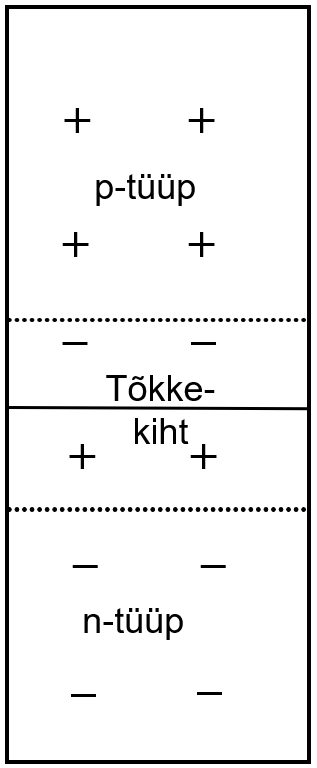 + +
p-tüüp
+ +
− −
Tõkke-
kiht
+ +
− −
n-tüüp
− −